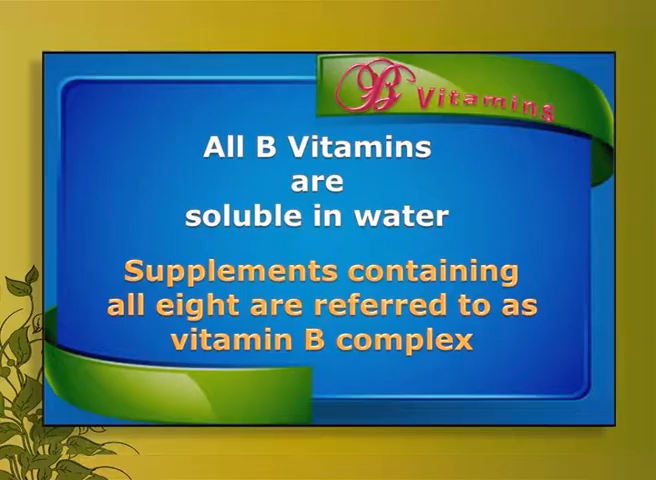 B Vitamins
All B Vitamins
are
soluble in water
Supplements containing
all eight are referred to as
vitamin B complex